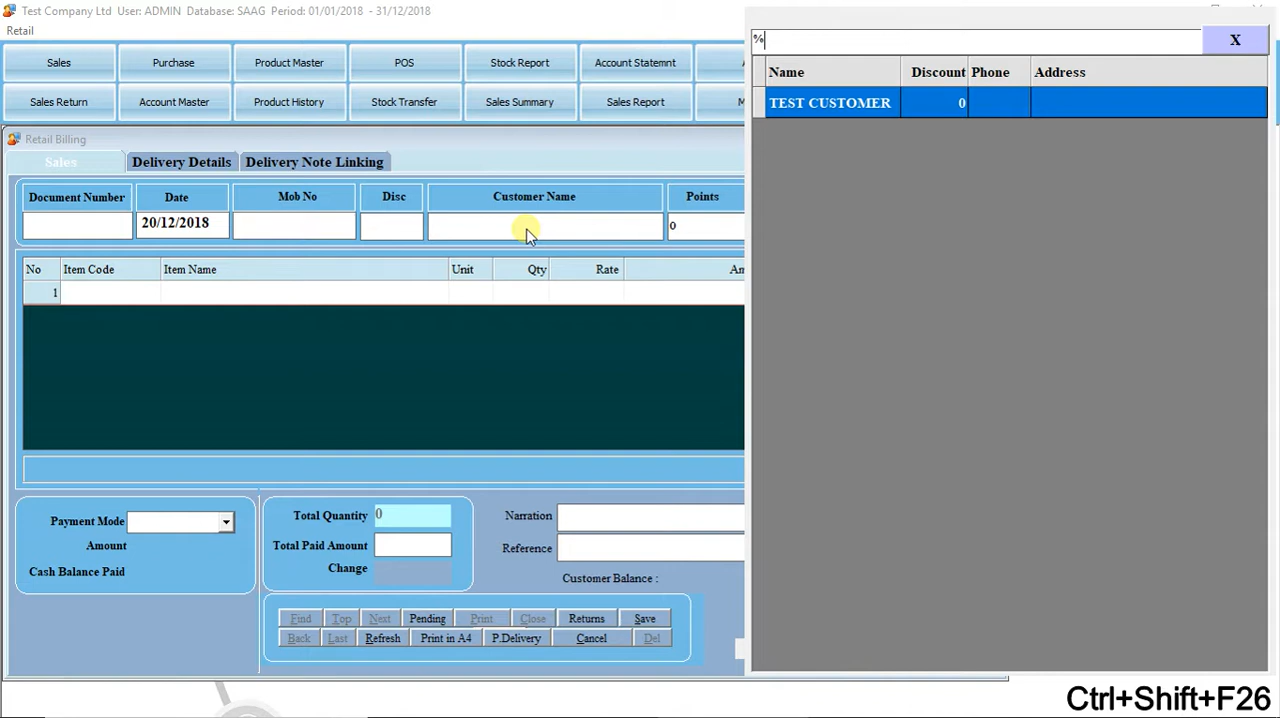 Test Company Ltd User: ADMIN Database: SAAG Period: 01/01/2018 - 31/12/2018
Retail
Sales Purchase Product Master POS Stock Report Account Statemnt
Sales Return Account Master Product History Stock Transfer Sales Summary Sales Report
Retail Billing
Sales Delivery Details Delivery Note Linking
Document Number Date Mob No Disc Customer Name Points
20/12/2018 0
No Item Code Item Name Unit Qty Rate Am
1
Payment Mode
Amount
Cash Balance Paid
Total Quantity 0
Total Paid Amount
Change
Narration
Reference
Customer Balance :
Find Top Next Pending Print Close Returns Save
Back Last Refresh Print in A4 P.Delivery Cancel Del
%
X
Name Discount Phone Address
TEST CUSTOMER 0
Ctrl+Shift+F26